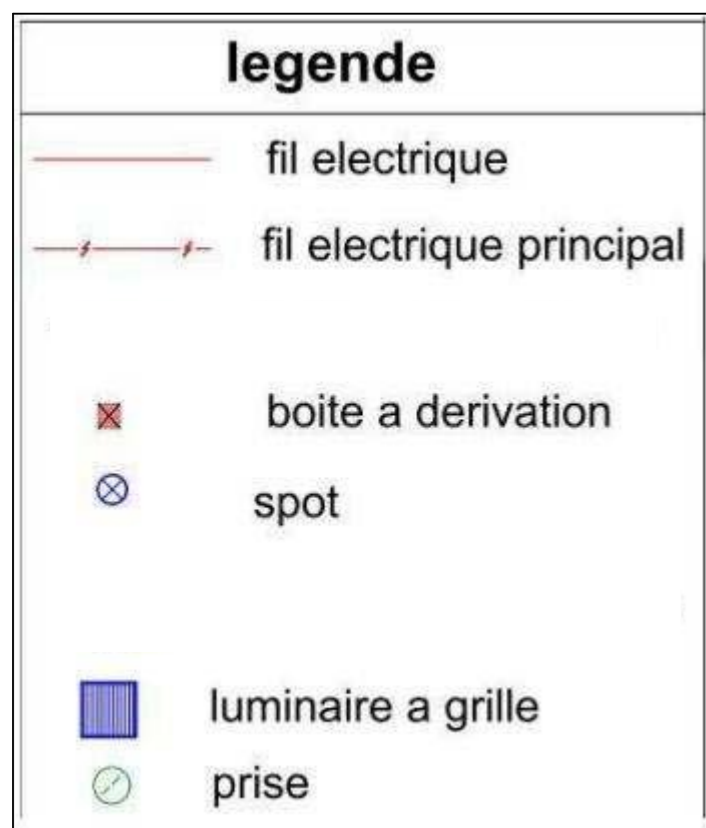 legende
fil electrique
fil electrique principal
boite a derivation
spot
luminaire a grille
prise